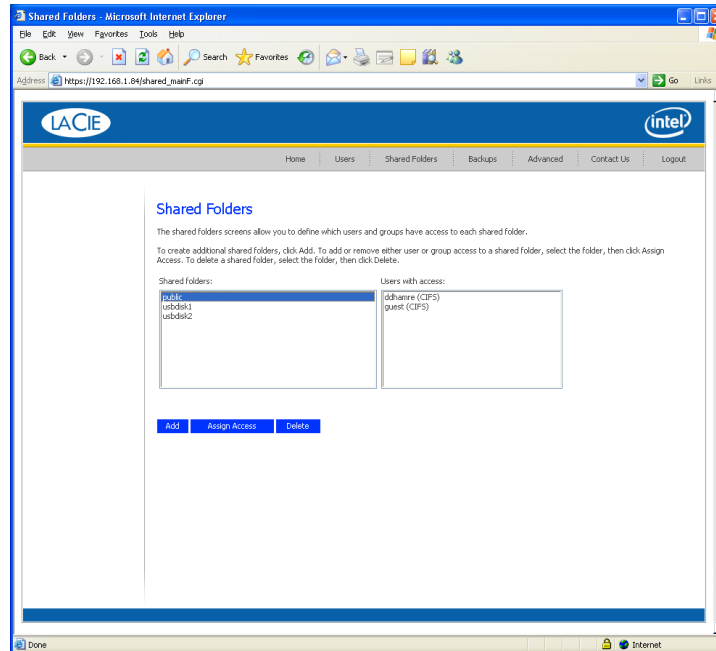 Shared Folders - Microsoft Internet Explorer
File Edit View Favorites Tools Help
Back Search Favorites
Address https://192.168.1.84/shared_mainF.cgi Go Links
LACIE intel
Home Users Shared Folders Backups Advanced Contact Us Logout
Shared Folders
The shared folders screens allow you to define which users and groups have access to each shared folder.
To create additional shared folders, click Add. To add or remove either user or group access to a shared folder, select the folder, then click Assign
Access. To delete a shared folder, select the folder, then click Delete.
Shared folders: Users with access:
public ddhamre (CIFS)
usbdisk1 guest (CIFS)
usbdisk2
Add Assign Access Delete
Done Internet